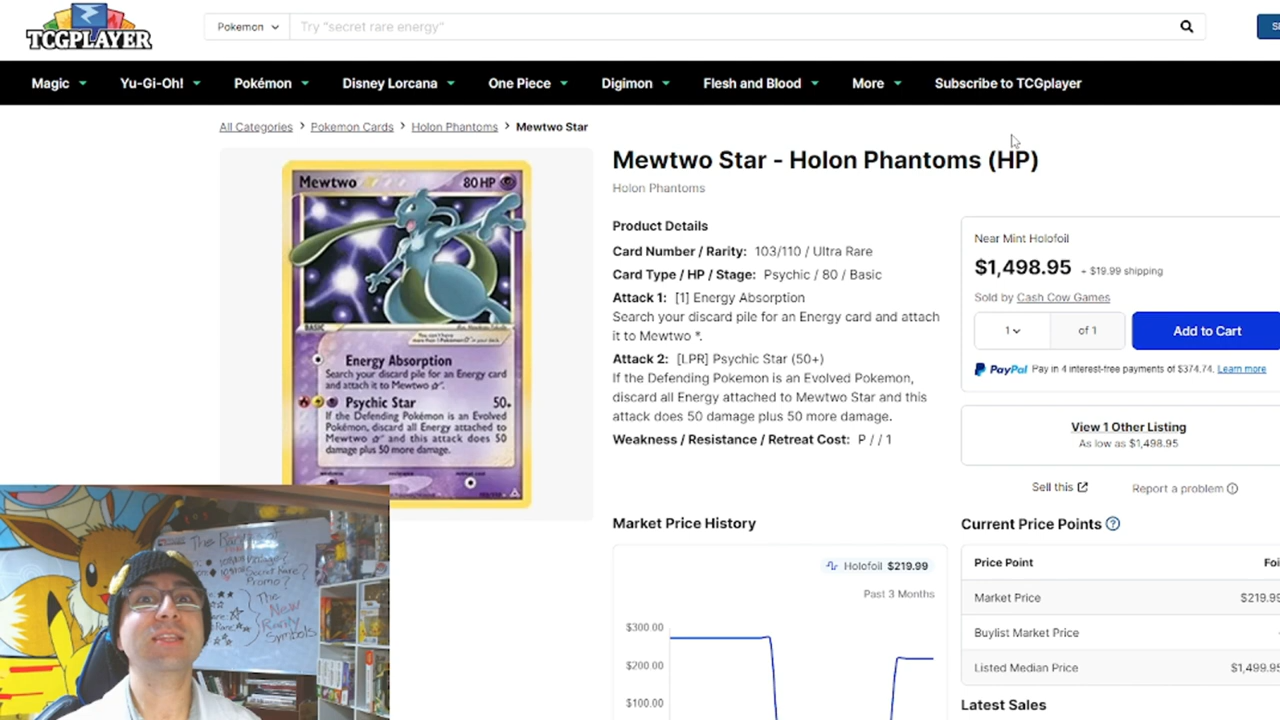 TCGPLAYER
Pokemon
Try "secret rare energy"
Magic Yu-Gi-Oh! Pokémon Disney Lorcana One Piece Digimon Flesh and Blood More Subscribe to TCGplayer
All Categories > Pokemon Cards > Holon Phantoms > Mewtwo Star
Mewtwo
80 HP
BASIC
Energy Absorption
Search your discard pile for an Energy card
and attach it to Mewtwo ☆.
Psychic Star 50+
If the Defending Pokémon is an Evolved
Pokémon, discard all Energy attached to
Mewtwo ☆ and this attack does 50
damage plus 50 more damage.
Mewtwo Star - Holon Phantoms (HP)
Holon Phantoms
Product Details
Card Number / Rarity: 103/110 / Ultra Rare
Card Type / HP / Stage: Psychic / 80 / Basic
Attack 1: [1] Energy Absorption
Search your discard pile for an Energy card and attach
it to Mewtwo *.
Attack 2: [LPR] Psychic Star (50+)
If the Defending Pokemon is an Evolved Pokemon,
discard all Energy attached to Mewtwo Star and this
attack does 50 damage plus 50 more damage.
Weakness / Resistance / Retreat Cost: P / / 1
Near Mint Holofoil
$1,498.95 + $19.99 shipping
Sold by Cash Cow Games
1 of 1 Add to Cart
PayPal Pay in 4 interest-free payments of $374.74. Learn more
View 1 Other Listing
As low as $1,498.95
Sell this Report a problem
Market Price History
Holofoil $219.99
Past 3 Months
$300.00
$200.00
$100.00
Current Price Points
Price Point Foi
Market Price $219.99
Buylist Market Price -
Listed Median Price $1,499.95
Latest Sales
The
Secret Rare?
Promo?
The
New
Rarity
Symbols